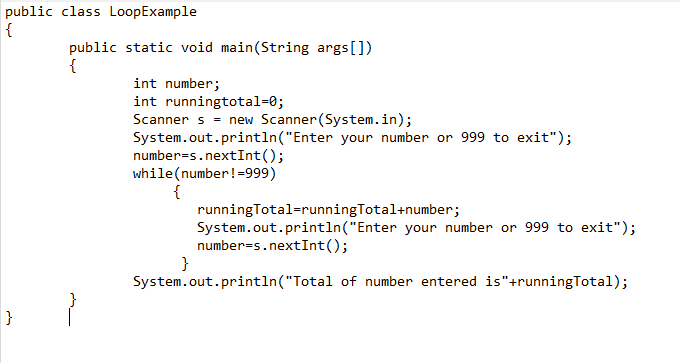 public class LoopExample
{
public static void main(String args[])
{
int number;
int runningtotal=0;
Scanner s = new Scanner(System.in);
System.out.println("Enter your number or 999 to exit");
number=s.nextInt();
while(number!=999)
{
runningTotal=runningTotal+number;
System.out.println("Enter your number or 999 to exit");
number=s.nextInt();
}
System.out.println("Total of number entered is"+runningTotal);
}
}